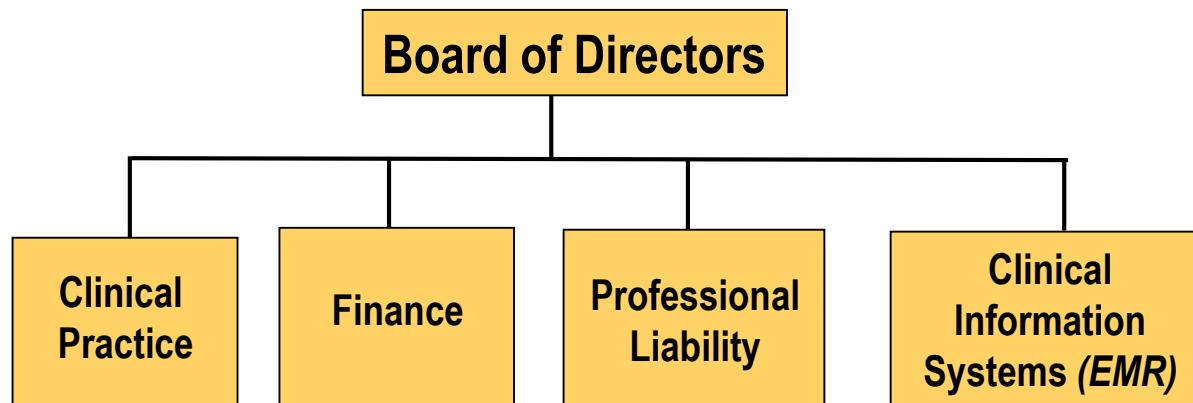 Board of Directors
Clinical
Practice
Finance
Professional
Liability
Clinical
Information
Systems (EMR)